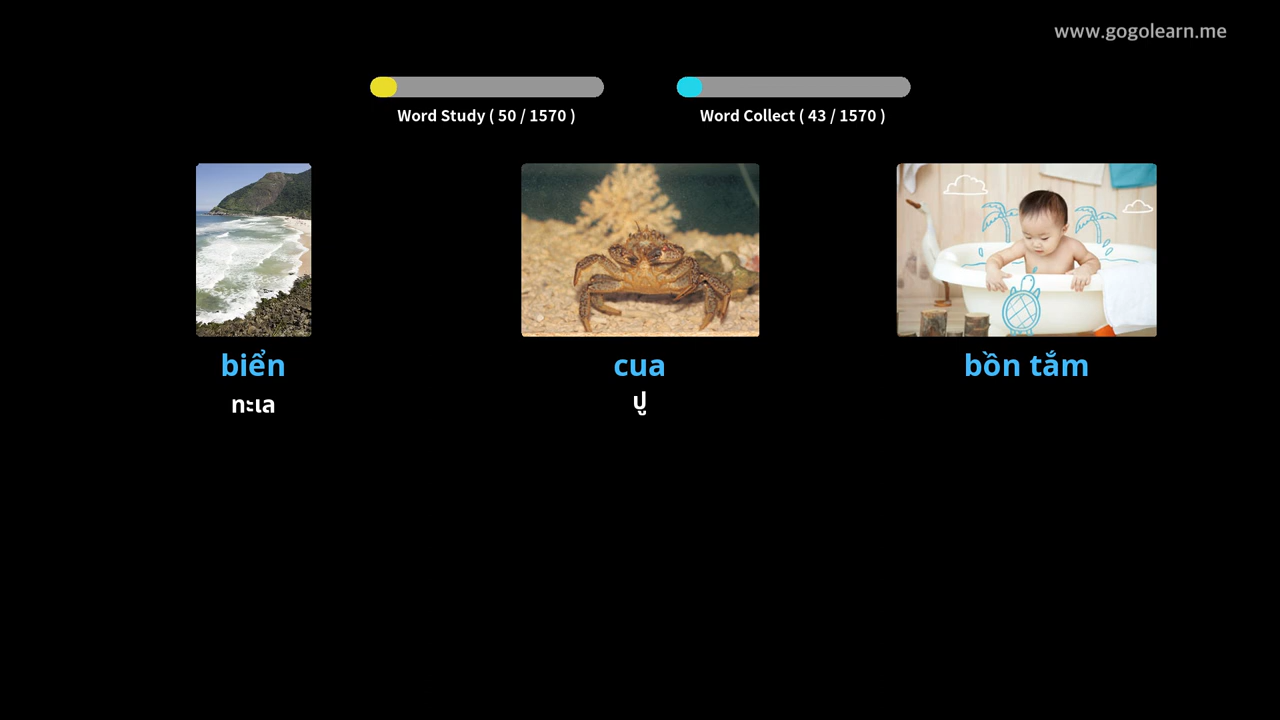 www.gogolearn.me
Word Study ( 50 / 1570 )
Word Collect ( 43 / 1570 )
biển
cua
bồn tắm
ทะเล
ปู